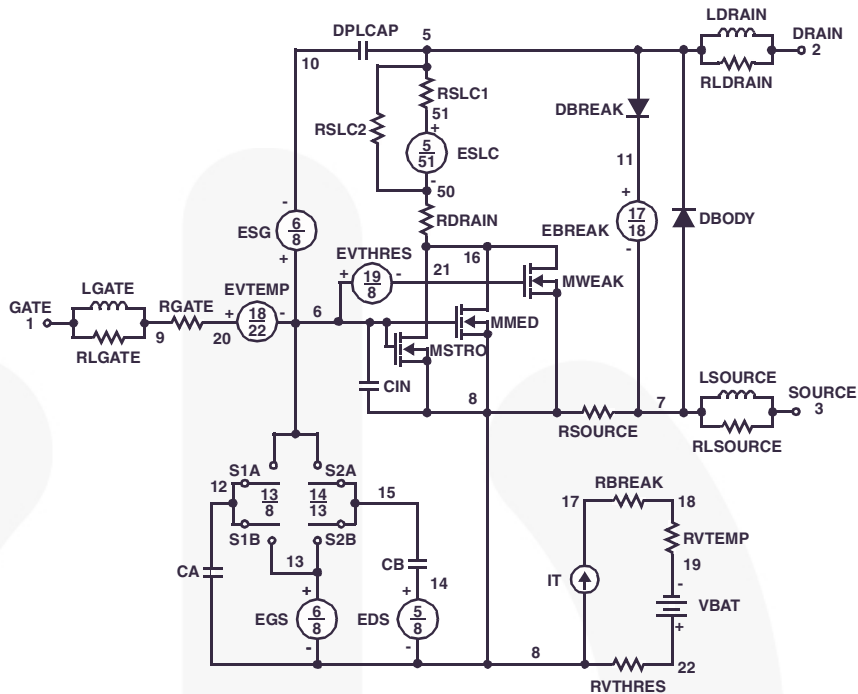 LDRAIN
DPLCAP
5
DRAIN
2
10
RLDRAIN
RSLC1
51
DBREAK
RSLC2
+
5
51
ESLC
-
50
11
-
+
RDRAIN
17
18
EBREAK
DBODY
ESG
6
8
-
+
EVTHRES
16
+
19
8
-
21
MWEAK
LGATE
EVTEMP
GATE
1
RGATE
+
18
22
-
6
MMED
9
20
MSTRO
RLGATE
CIN
LSOURCE
8
7
SOURCE
3
RSOURCE
RLSOURCE
S1A
S2A
12
13
8
14
13
15
RBREAK
17
18
S1B
S2B
RVTEMP
13
CB
19
CA
IT
-
14
+
+
VBAT
EGS
6
8
EDS
5
8
+
-
-
8
22
RVTHRES